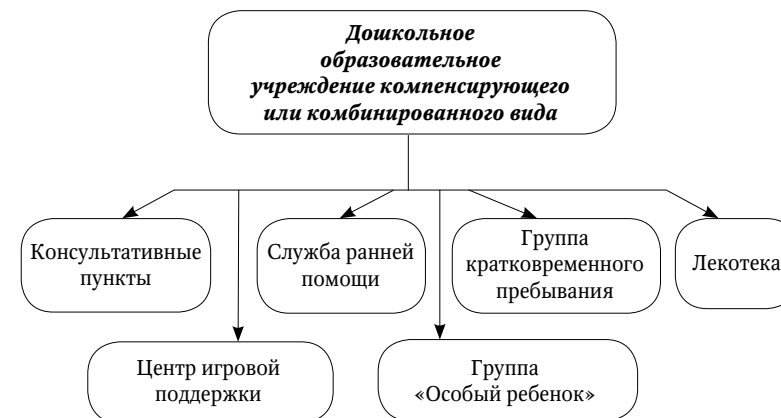 Дошкольное
образовательное
учреждение компенсирующего
или комбинированного вида
Консультативные
пункты
Служба ранней
помощи
Группа
кратковременного
пребывания
Лекотека
Центр игровой
поддержки
Группа
«Особый ребенок»